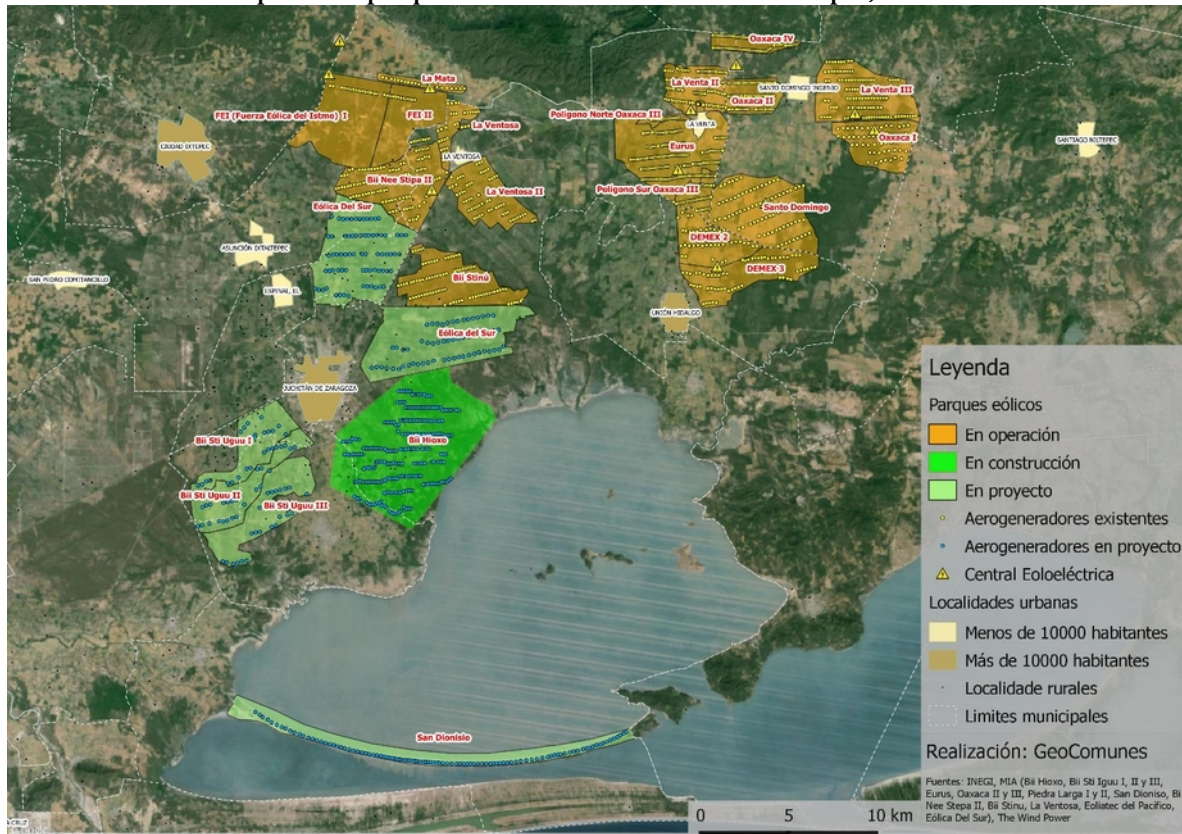 Oaxaca IV
La Mata
La Venta II
SANTO DOMINGO INGENIO
La Venta III
Oaxaca II
FEI (Fuerza Eólica del Istmo) I
FEI II
Poligono Norte Oaxaca III
La Ventosa
LA VENTA
Oaxaca I
CIUDAD IXTEPEC
Eurus
SANTIAGO NILTEPEC
LA VENTOSA
Bii Nee Stipa II
La Ventosa II
Poligono Sur Oaxaca III
Eólica Del Sur
Santo Domingo
DEMEX 2
ASUNCIÓN IXTALTEPEC
DEMEX 3
Bii Stinú
SAN PEDRO COMITANCILLO
ESPINAL, EL
UNIÓN HIDALGO
Eólica del Sur
JUCHITÁN DE ZARAGOZA
Bii Sti Uguu I
Bii Hioxo
Bii Sti Uguu II
Bii Sti Uguu III
San Dionisio
Leyenda
Parques eólicos
En operación
En construcción
En proyecto
Aerogeneradores existentes
Aerogeneradores en proyecto
Central Eoloeléctrica
Localidades urbanas
Menos de 10000 habitantes
Más de 10000 habitantes
Localidade rurales
Limites municipales
Realización: GeoComunes
Fuentes: INEGI, MIA (Bii Hioxo, Bii Sti Iguu I, II y III,
Eurus, Oaxaca II y III, Piedra Larga I y II, San Dioniso, Bi
Nee Stepa II, Bii Stinu, La Ventosa, Eoliatec del Pacifico,
Eólica Del Sur), The Wind Power
0 5 10 km